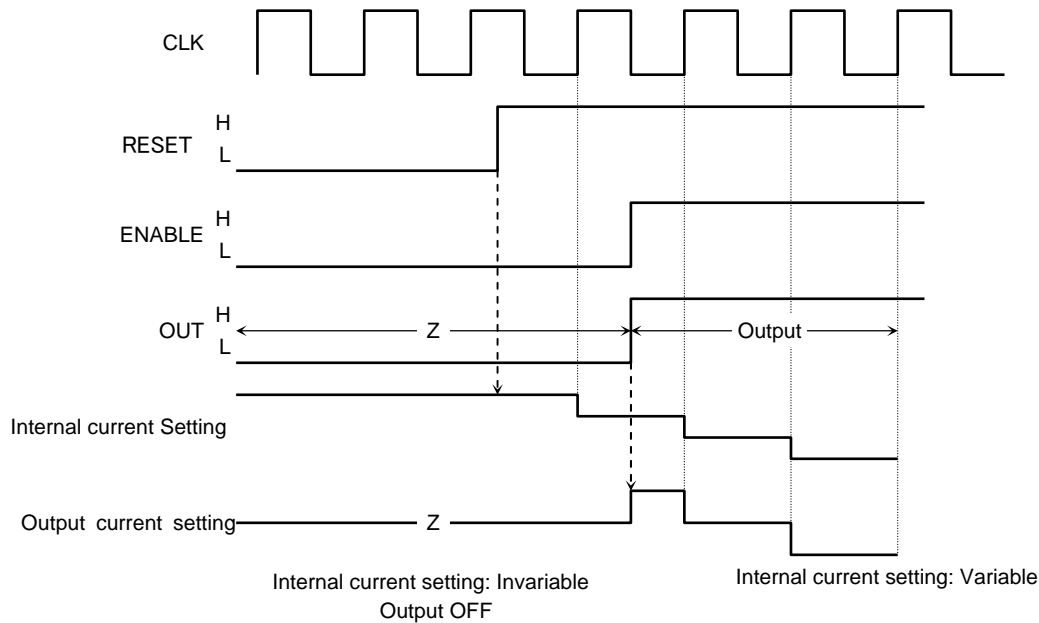 CLK
H
RESET
L
H
ENABLE
L
H
OUT
Z
Output
L
Internal current Setting
Output current setting
Z
Internal current setting: Invariable
Output OFF
Internal current setting: Variable